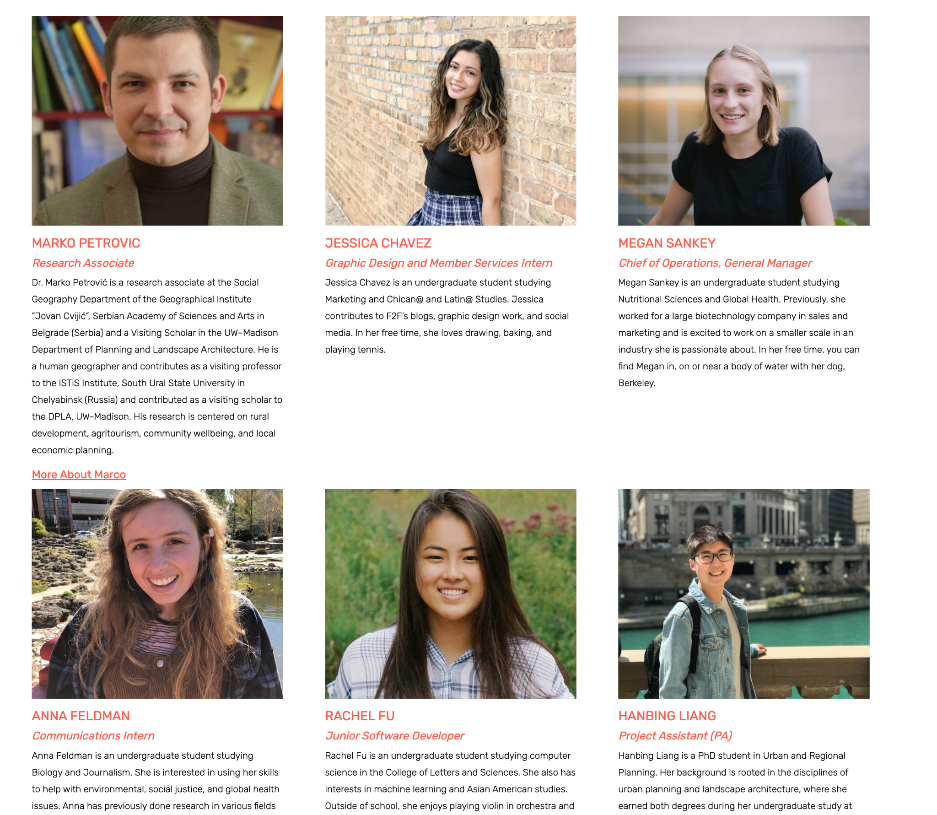 MARKO PETROVIC
Research Associate
Dr. Marko Petrović is a research associate at the Social
Geography Department of the Geographical Institute
"Jovan Cvijić", Serbian Academy of Sciences and Arts in
Belgrade (Serbia) and a Visiting Scholar in the UW–Madison
Department of Planning and Landscape Architecture. He is
a human geographer and contributes as a visiting professor
to the ISTiS Institute, South Ural State University in
Chelyabinsk (Russia) and contributed as a visiting scholar to
the DPLA, UW-Madison. His research is centered on rural
development, agritourism, community wellbeing, and local
economic planning.
More About Marco
JESSICA CHAVEZ
Graphic Design and Member Services Intern
Jessica Chavez is an undergraduate student studying
Marketing and Chican@ and Latin@ Studies. Jessica
contributes to F2F's blogs, graphic design work, and social
media. In her free time, she loves drawing, baking, and
playing tennis.
MEGAN SANKEY
Chief of Operations, General Manager
Megan Sankey is an undergraduate student studying
Nutritional Sciences and Global Health. Previously, she
worked for a large biotechnology company in sales and
marketing and is excited to work on a smaller scale in an
industry she is passionate about. In her free time, you can
find Megan in, on or near a body of water with her dog,
Berkeley.
ANNA FELDMAN
Communications Intern
Anna Feldman is an undergraduate student studying
Biology and Journalism. She is interested in using her skills
to help with environmental, social justice, and global health
issues. Anna has previously done research in various fields
RACHEL FU
Junior Software Developer
Rachel Fu is an undergraduate student studying computer
science in the College of Letters and Sciences. She also has
interests in machine learning and Asian American studies.
Outside of school, she enjoys playing violin in orchestra and
HANBING LIANG
Project Assistant (PA)
Hanbing Liang is a PhD student in Urban and Regional
Planning. Her background is rooted in the disciplines of
urban planning and landscape architecture, where she
earned both degrees during her undergraduate study at